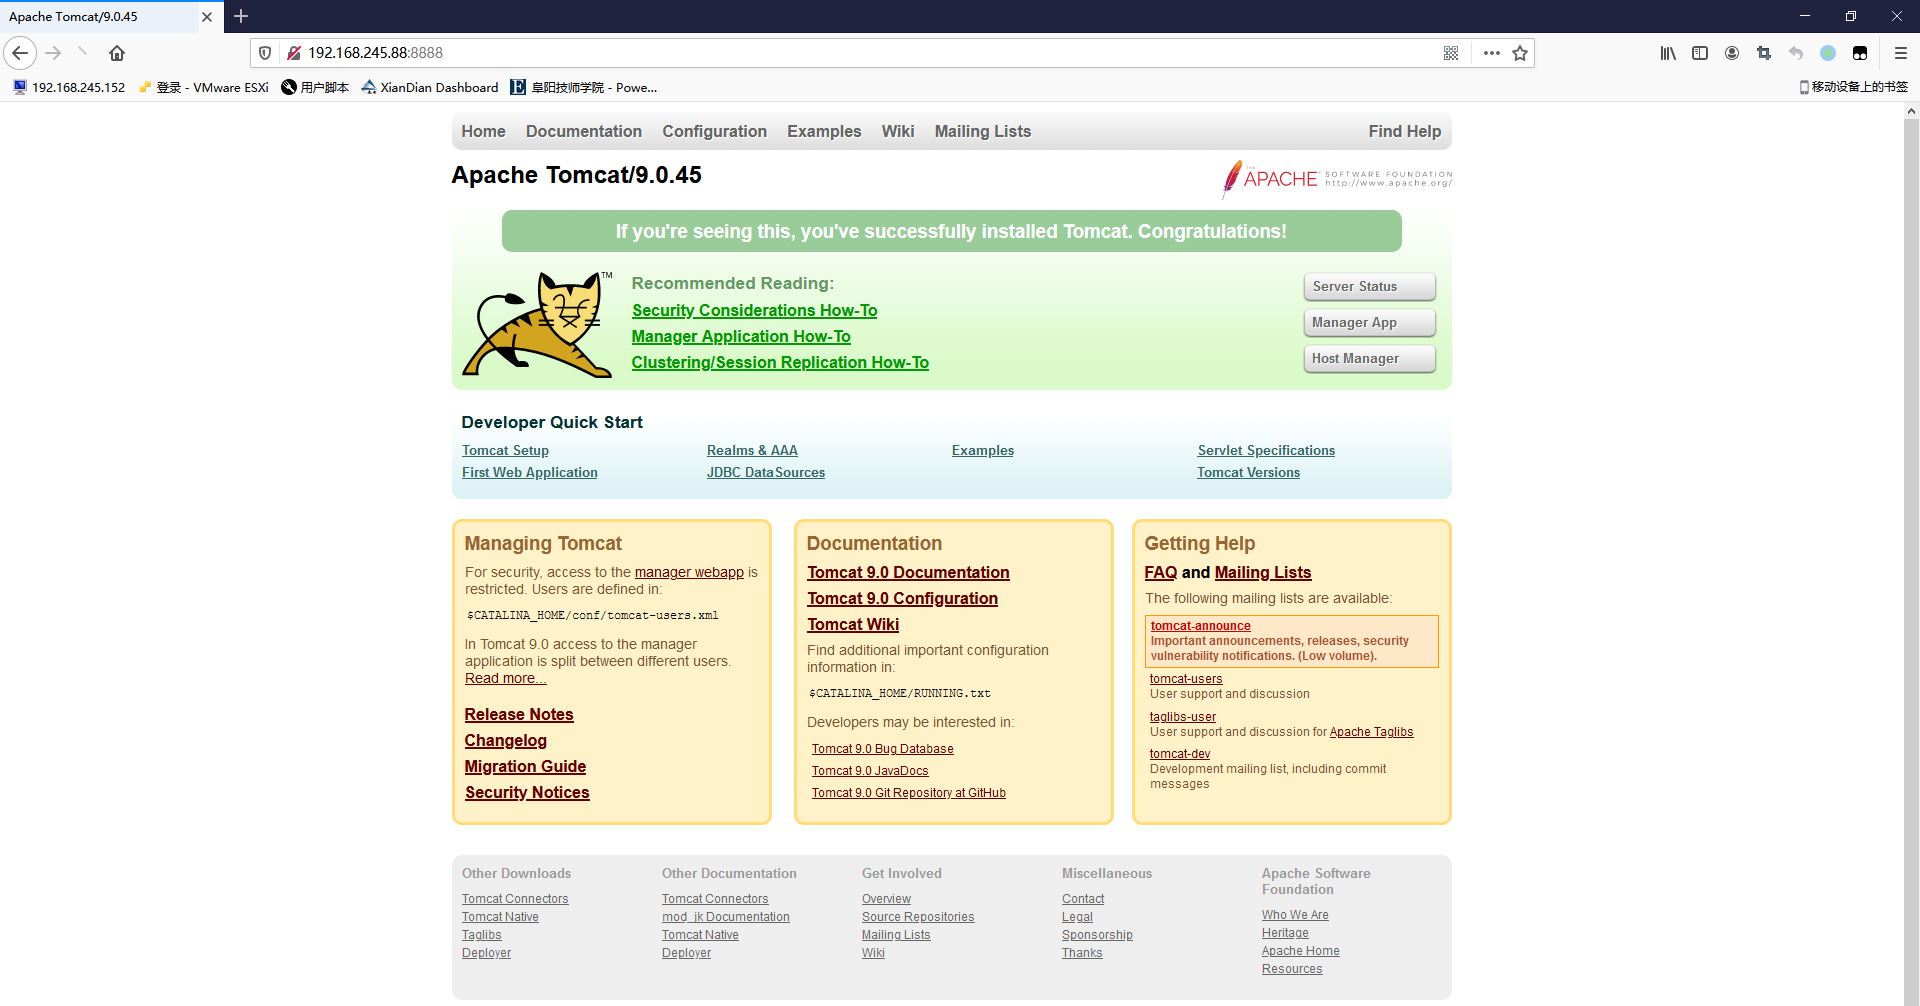 Apache Tomcat/9.0.45
192.168.245.88:8888
192.168.245.152 登录 - VMware ESXi 用户脚本 XianDian Dashboard 阜阳技师学院 - Powe... 移动设备上的书签
Home Documentation Configuration Examples Wiki Mailing Lists Find Help
Apache Tomcat/9.0.45
THE APACHE SOFTWARE FOUNDATION
http://www.apache.org/
If you're seeing this, you've successfully installed Tomcat. Congratulations!
TM
Recommended Reading:
Security Considerations How-To
Manager Application How-To
Clustering/Session Replication How-To
Server Status
Manager App
Host Manager
Developer Quick Start
Tomcat Setup
First Web Application
Realms & AAA
JDBC DataSources
Examples
Servlet Specifications
Tomcat Versions
Managing Tomcat
For security, access to the manager webapp is
restricted. Users are defined in:
$CATALINA_HOME/conf/tomcat-users.xml
In Tomcat 9.0 access to the manager
application is split between different users.
Read more...
Release Notes
Changelog
Migration Guide
Security Notices
Documentation
Tomcat 9.0 Documentation
Tomcat 9.0 Configuration
Tomcat Wiki
Find additional important configuration
information in:
$CATALINA_HOME/RUNNING.txt
Developers may be interested in:
Tomcat 9.0 Bug Database
Tomcat 9.0 JavaDocs
Tomcat 9.0 Git Repository at GitHub
Getting Help
FAQ and Mailing Lists
The following mailing lists are available:
tomcat-announce
Important announcements, releases, security
vulnerability notifications. (Low volume).
tomcat-users
User support and discussion
taglibs-user
User support and discussion for Apache Taglibs
tomcat-dev
Development mailing list, including commit
messages
Other Downloads
Tomcat Connectors
Tomcat Native
Taglibs
Deployer
Other Documentation
Tomcat Connectors
mod_jk Documentation
Tomcat Native
Deployer
Get Involved
Overview
Source Repositories
Mailing Lists
Wiki
Miscellaneous
Contact
Legal
Sponsorship
Thanks
Apache Software
Foundation
Who We Are
Heritage
Apache Home
Resources